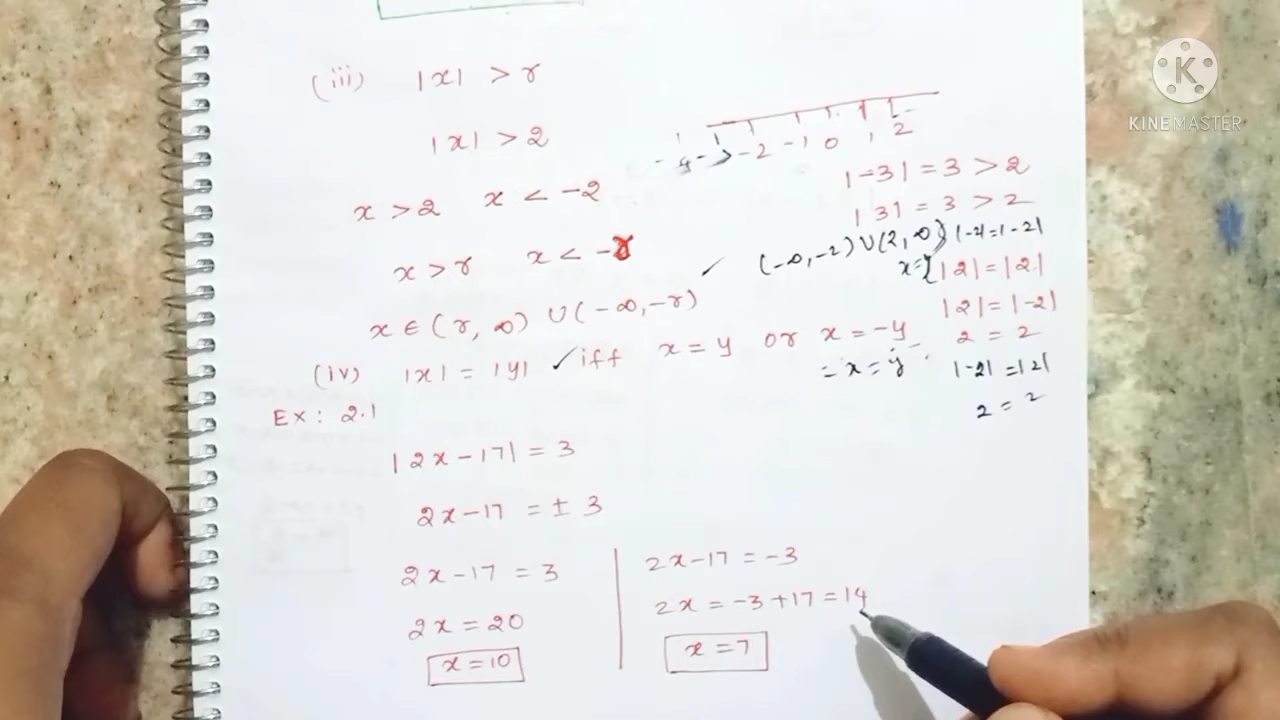 (iii) |x| > r
|x| > 2
-2 -1 0 1 2
x > 2 x < -2
|-3| = 3 > 2
|3| = 3 > 2
x > r x < -r
(-∞,-2) ∪ (2, ∞)
x ∈ (r, ∞) ∪ (-∞, -r)
|2| = |2|
|2| = |-2|
2 = 2
(iv) |x| = |y| ✓ iff x = y or x = -y
|-2| = |2|
2 = 2
Ex: 2.1
|2x-17| = 3
2x-17 = ± 3
2x-17 = 3
2x = 20
x = 10
2x-17 = -3
2x = -3+17 = 14
x = 7
KINEMASTER